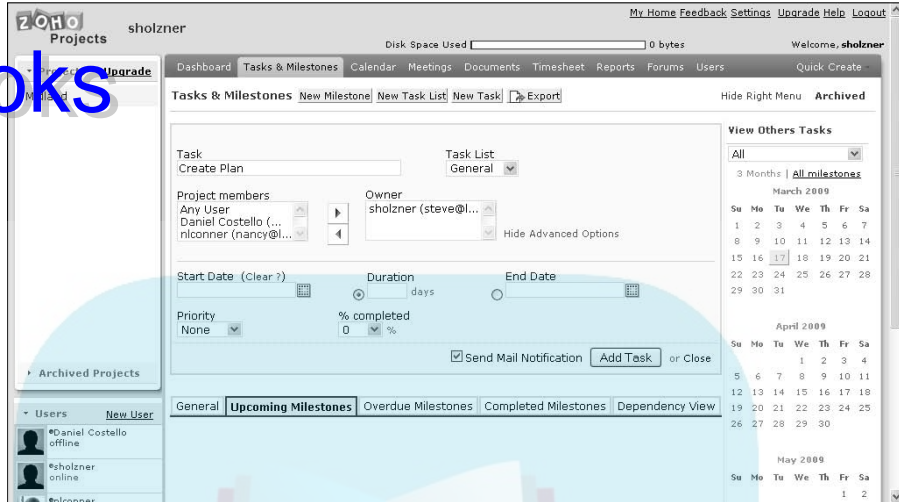 My Home Feedback Settings Upgrade Help Logout
ZOHO
Projects
sholzner
Disk Space Used 0 bytes
Welcome, sholzner
oks
Upgrade
Dashboard Tasks & Milestones Calendar Meetings Documents Timesheet Reports Forums Users Quick Create
Tasks & Milestones New Milestone New Task List New Task Export
Hide Right Menu Archived
Task
Create Plan
Task List
General
Project members
Any User
Daniel Costello (...
nlconner (nancy@l...
Owner
sholzner (steve@l...
Hide Advanced Options
Start Date (Clear ?)
Duration
days
End Date
Priority
None
% completed
0 %
Send Mail Notification Add Task or Close
General Upcoming Milestones Overdue Milestones Completed Milestones Dependency View
Archived Projects
Users New User
Daniel Costello
offline
sholzner
online
nlconner
View Others Tasks
All
3 Months | All milestones
March 2009
Su Mo Tu We Th Fr Sa
1 2 3 4 5 6 7
8 9 10 11 12 13 14
15 16 17 18 19 20 21
22 23 24 25 26 27 28
29 30 31
April 2009
Su Mo Tu We Th Fr Sa
1 2 3 4
5 6 7 8 9 10 11
12 13 14 15 16 17 18
19 20 21 22 23 24 25
26 27 28 29 30
May 2009
Su Mo Tu We Th Fr Sa
1 2